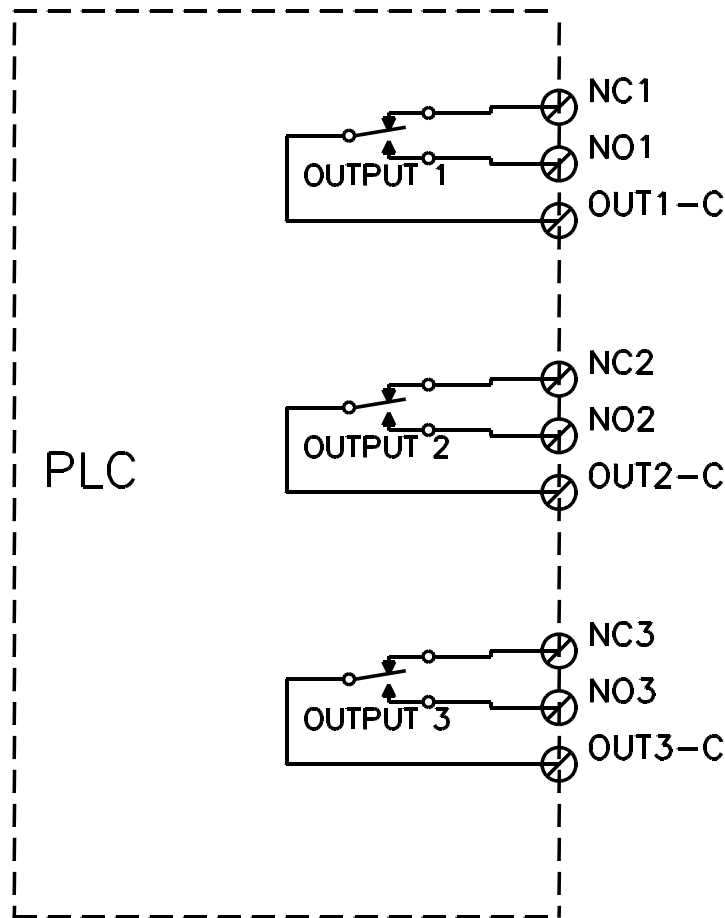 NC1
NO1
OUTPUT 1
OUT1-C
NC2
NO2
OUTPUT 2
PLC
OUT2-C
NC3
NO3
OUTPUT 3
OUT3-C